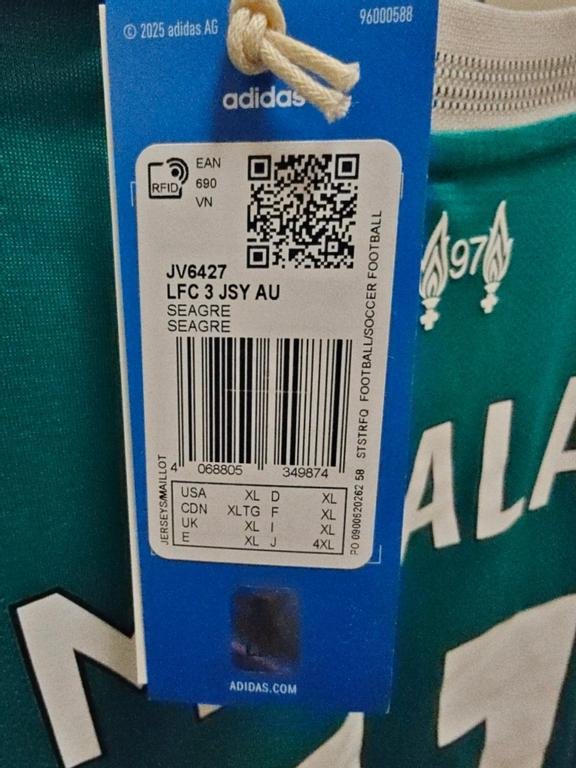 © 2025 adidas AG
96000588
adidas
RFID
EAN
690
VN
JV6427
LFC 3 JSY AU
SEAGRE
SEAGRE
4 068805 349874
USA XL D XL
CDN XLTG F XL
UK XL I XL
E XL J 4XL
JERSEYS/MAILLOT
PO 0900620262 58 STSTRFQ FOOTBALL/SOCCER FOOTBALL
ADIDAS.COM
97
ALA
1